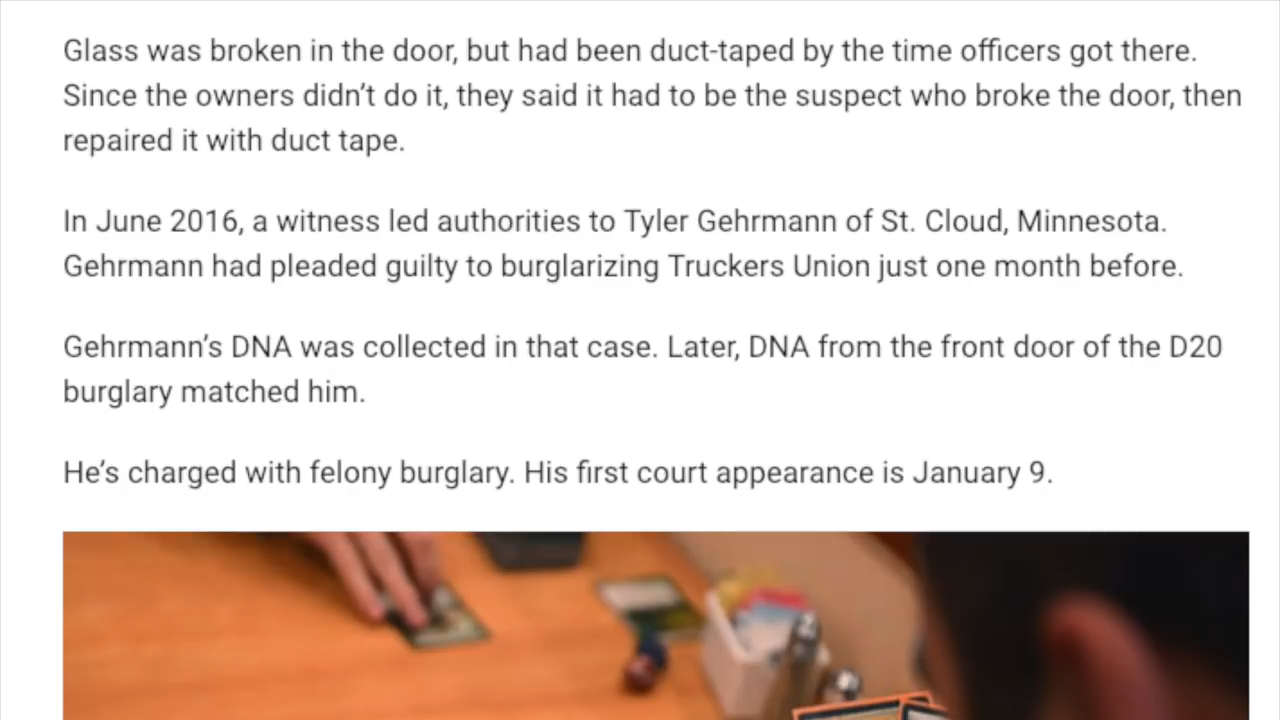 Glass was broken in the door, but had been duct-taped by the time officers got there.
Since the owners didn’t do it, they said it had to be the suspect who broke the door, then
repaired it with duct tape.
In June 2016, a witness led authorities to Tyler Gehrmann of St. Cloud, Minnesota.
Gehrmann had pleaded guilty to burglarizing Truckers Union just one month before.
Gehrmann’s DNA was collected in that case. Later, DNA from the front door of the D20
burglary matched him.
He’s charged with felony burglary. His first court appearance is January 9.